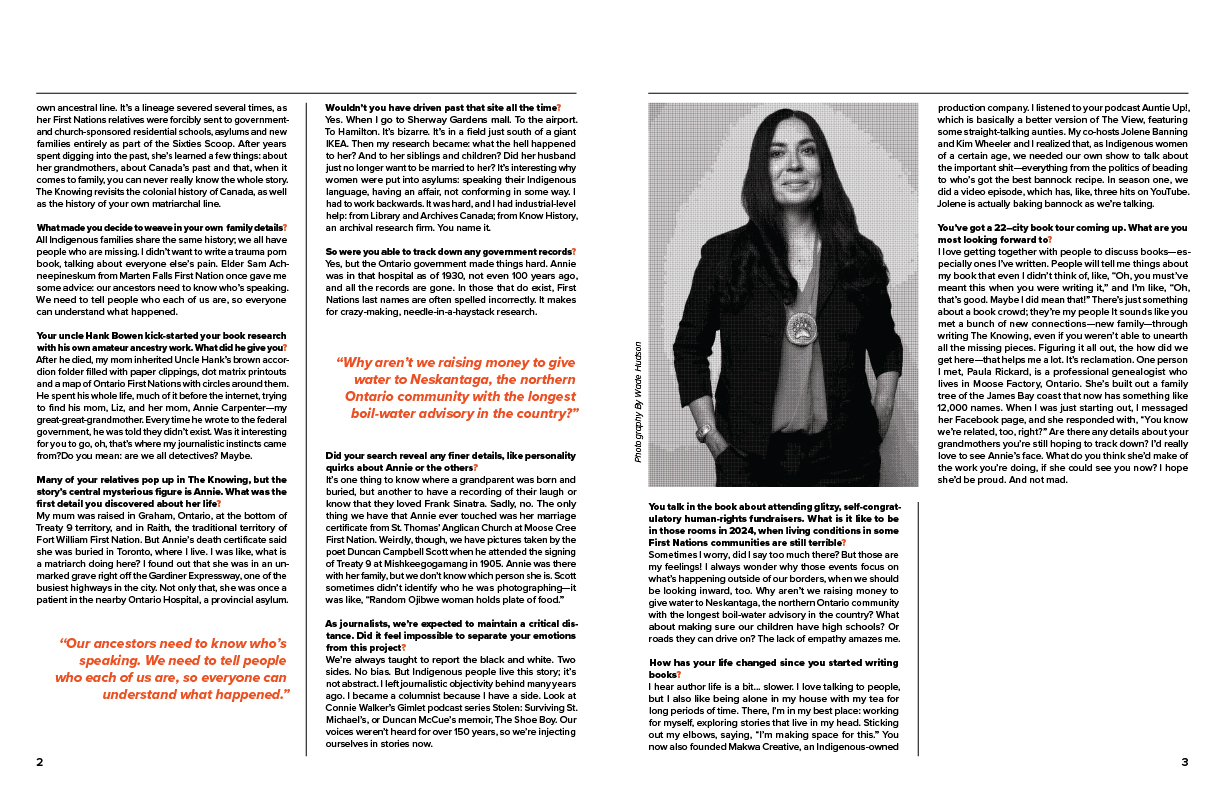 own ancestral line. It's a lineage severed several times, as
her First Nations relatives were forcibly sent to government-
and church-sponsored residential schools, asylums and new
families entirely as part of the Sixties Scoop. After years
spent digging into the past, she's learned a few things: about
her grandmothers, about Canada's past and that, when it
comes to family, you can never really know the whole story.
The Knowing revisits the colonial history of Canada, as well
as the history of your own matriarchal line.
What made you decide to weave in your own family details?
All Indigenous families share the same history; we all have
people who are missing. I didn't want to write a trauma porn
book, talking about everyone else's pain. Elder Sam Ach-
neepineskum from Marten Falls First Nation once gave me
some advice: our ancestors need to know who's speaking.
We need to tell people who each of us are, so everyone
can understand what happened.
Your uncle Hank Bowen kick-started your book research
with his own amateur ancestry work. What did he give you?
After he died, my mom inherited Uncle Hank's brown accor-
dion folder filled with paper clippings, dot matrix printouts
and a map of Ontario First Nations with circles around them.
He spent his whole life, much of it before the internet, trying
to find his mom, Liz, and her mom, Annie Carpenter—my
great-great-grandmother. Every time he wrote to the federal
government, he was told they didn't exist. Was it interesting
for you to go, oh, that's where my journalistic instincts came
from?Do you mean: are we all detectives? Maybe.
Many of your relatives pop up in The Knowing, but the
story's central mysterious figure is Annie. What was the
first detail you discovered about her life?
My mum was raised in Graham, Ontario, at the bottom of
Treaty 9 territory, and in Raith, the traditional territory of
Fort William First Nation. But Annie's death certificate said
she was buried in Toronto, where I live. I was like, what is
a matriarch doing here? I found out that she was in an un-
marked grave right off the Gardiner Expressway, one of the
busiest highways in the city. Not only that, she was once a
patient in the nearby Ontario Hospital, a provincial asylum.
“Our ancestors need to know who's
speaking. We need to tell people
who each of us are, so everyone can
understand what happened.”
2
Wouldn't you have driven past that site all the time?
Yes. When I go to Sherway Gardens mall. To the airport.
To Hamilton. It's bizarre. It's in a field just south of a giant
IKEA. Then my research became: what the hell happened
to her? And to her siblings and children? Did her husband
just no longer want to be married to her? It's interesting why
women were put into asylums: speaking their Indigenous
language, having an affair, not conforming in some way. I
had to work backwards. It was hard, and I had industrial-level
help: from Library and Archives Canada; from Know History,
an archival research firm. You name it.
So were you able to track down any government records?
Yes, but the Ontario government made things hard. Annie
was in that hospital as of 1930, not even 100 years ago,
and all the records are gone. In those that do exist, First
Nations last names are often spelled incorrectly. It makes
for crazy-making, needle-in-a-haystack research.
“Why aren't we raising money to give
water to Neskantaga, the northern
Ontario community with the longest
boil-water advisory in the country?”
Did your search reveal any finer details, like personality
quirks about Annie or the others?
It's one thing to know where a grandparent was born and
buried, but another to have a recording of their laugh or
know that they loved Frank Sinatra. Sadly, no. The only
thing we have that Annie ever touched was her marriage
certificate from St. Thomas' Anglican Church at Moose Cree
First Nation. Weirdly, though, we have pictures taken by the
poet Duncan Campbell Scott when he attended the signing
of Treaty 9 at Mishkeegogamang in 1905. Annie was there
with her family, but we don't know which person she is. Scott
sometimes didn't identify who he was photographing—it
was like, “Random Ojibwe woman holds plate of food.”
As journalists, we're expected to maintain a critical dis-
tance. Did it feel impossible to separate your emotions
from this project?
We're always taught to report the black and white. Two
sides. No bias. But Indigenous people live this story; it's
not abstract. I left journalistic objectivity behind many years
ago. I became a columnist because I have a side. Look at
Connie Walker's Gimlet podcast series Stolen: Surviving St.
Michael's, or Duncan McCue's memoir, The Shoe Boy. Our
voices weren't heard for over 150 years, so we're injecting
ourselves in stories now.
Photography By Wade Hudson
You talk in the book about attending glitzy, self-congrat-
ulatory human-rights fundraisers. What is it like to be
in those rooms in 2024, when living conditions in some
First Nations communities are still terrible?
Sometimes I worry, did I say too much there? But those are
my feelings! I always wonder why those events focus on
what's happening outside of our borders, when we should
be looking inward, too. Why aren't we raising money to
give water to Neskantaga, the northern Ontario community
with the longest boil-water advisory in the country? What
about making sure our children have high schools? Or
roads they can drive on? The lack of empathy amazes me.
How has your life changed since you started writing
books?
I hear author life is a bit... slower. I love talking to people,
but I also like being alone in my house with my tea for
long periods of time. There, I'm in my best place: working
for myself, exploring stories that live in my head. Sticking
out my elbows, saying, “I'm making space for this.” You
now also founded Makwa Creative, an Indigenous-owned
production company. I listened to your podcast Auntie Up!,
which is basically a better version of The View, featuring
some straight-talking aunties. My co-hosts Jolene Banning
and Kim Wheeler and I realized that, as Indigenous women
of a certain age, we needed our own show to talk about
the important shit—everything from the politics of beading
to who's got the best bannock recipe. In season one, we
did a video episode, which has, like, three hits on YouTube.
Jolene is actually baking bannock as we're talking.
You've got a 22–city book tour coming up. What are you
most looking forward to?
I love getting together with people to discuss books—es-
pecially ones I've written. People will tell me things about
my book that even I didn't think of, like, “Oh, you must've
meant this when you were writing it,” and I'm like, “Oh,
that's good. Maybe I did mean that!” There's just something
about a book crowd; they're my people It sounds like you
met a bunch of new connections—new family—through
writing The Knowing, even if you weren't able to unearth
all the missing pieces. Figuring it all out, the how did we
get here—that helps me a lot. It's reclamation. One person
I met, Paula Rickard, is a professional genealogist who
lives in Moose Factory, Ontario. She's built out a family
tree of the James Bay coast that now has something like
12,000 names. When I was just starting out, I messaged
her Facebook page, and she responded with, “You know
we're related, too, right?” Are there any details about your
grandmothers you're still hoping to track down? I'd really
love to see Annie's face. What do you think she'd make of
the work you're doing, if she could see you now? I hope
she'd be proud. And not mad.
3